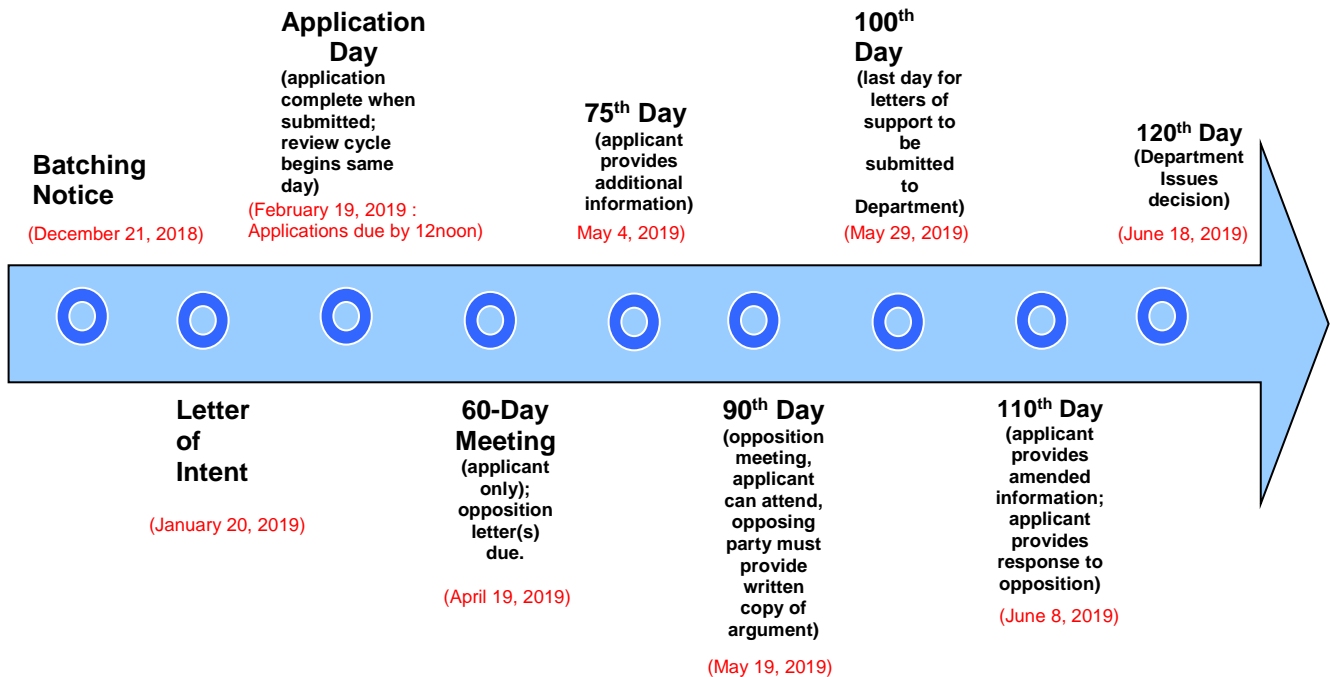 Batching
Notice
(December 21, 2018)
Letter
of
Intent
(January 20, 2019)
Application
Day
(application
complete when
submitted;
review cycle
begins same
day)
(February 19, 2019 :
Applications due by 12noon)
60-Day
Meeting
(applicant
only);
opposition
letter(s)
due.
(April 19, 2019)
75th Day
(applicant
provides
additional
information)
May 4, 2019)
90th Day
(opposition
meeting,
applicant
can attend,
opposing
party must
provide
written
copy of
argument)
(May 19, 2019)
100th
Day
(last day for
letters of
support to
be
submitted
to
Department)
(May 29, 2019)
110th Day
(applicant
provides
amended
information;
applicant
provides
response to
opposition)
(June 8, 2019)
120th Day
(Department
Issues
decision)
(June 18, 2019)